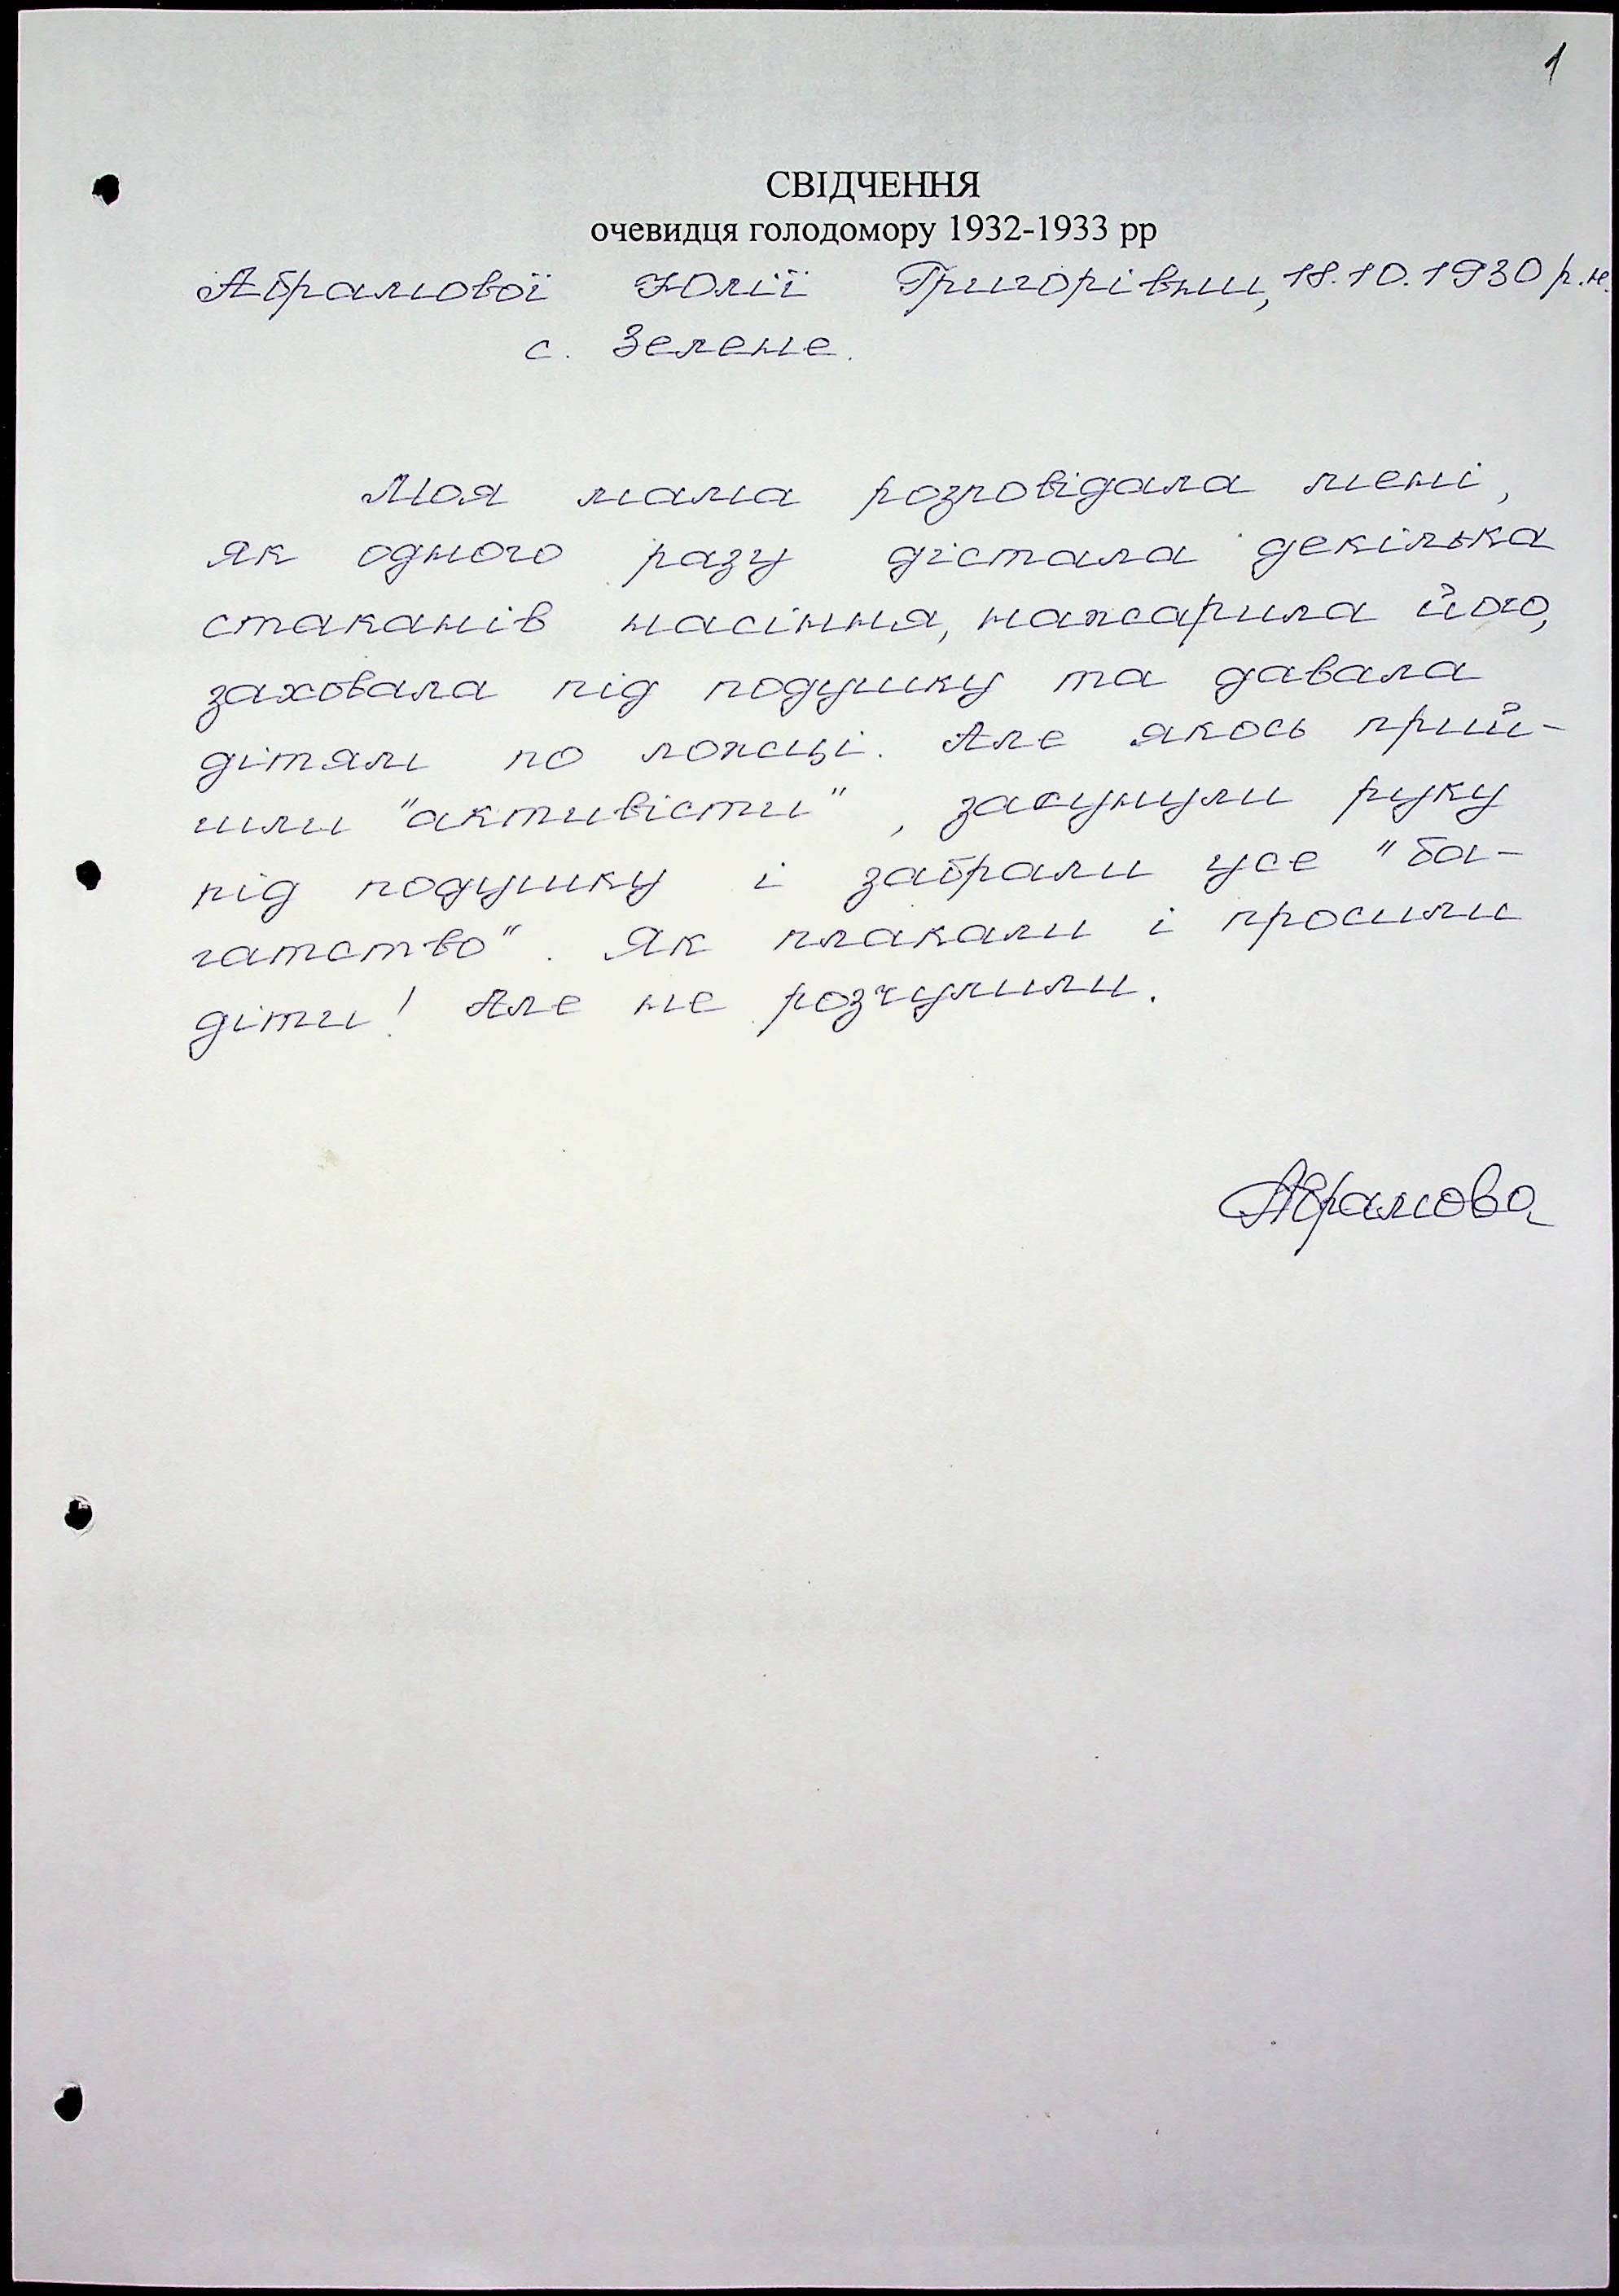 1
СВІДЧЕННЯ
очевидця голодомору 1932-1933 рр
Абрамової Юлії Григорівни, 18.10.1930 р.н.
с. Зелене.
Моя мама розповідала мені,
як одного разу дістала декілька
стаканів насіння, нажарила його,
заховала під подушку та давала
дітям по ложці. Але якось прий-
шли "активісти", засунули руку
під подушку і забрали усе "ба-
гатство". Як плакали і просили
діти! Але не розчулили.
Абрамова